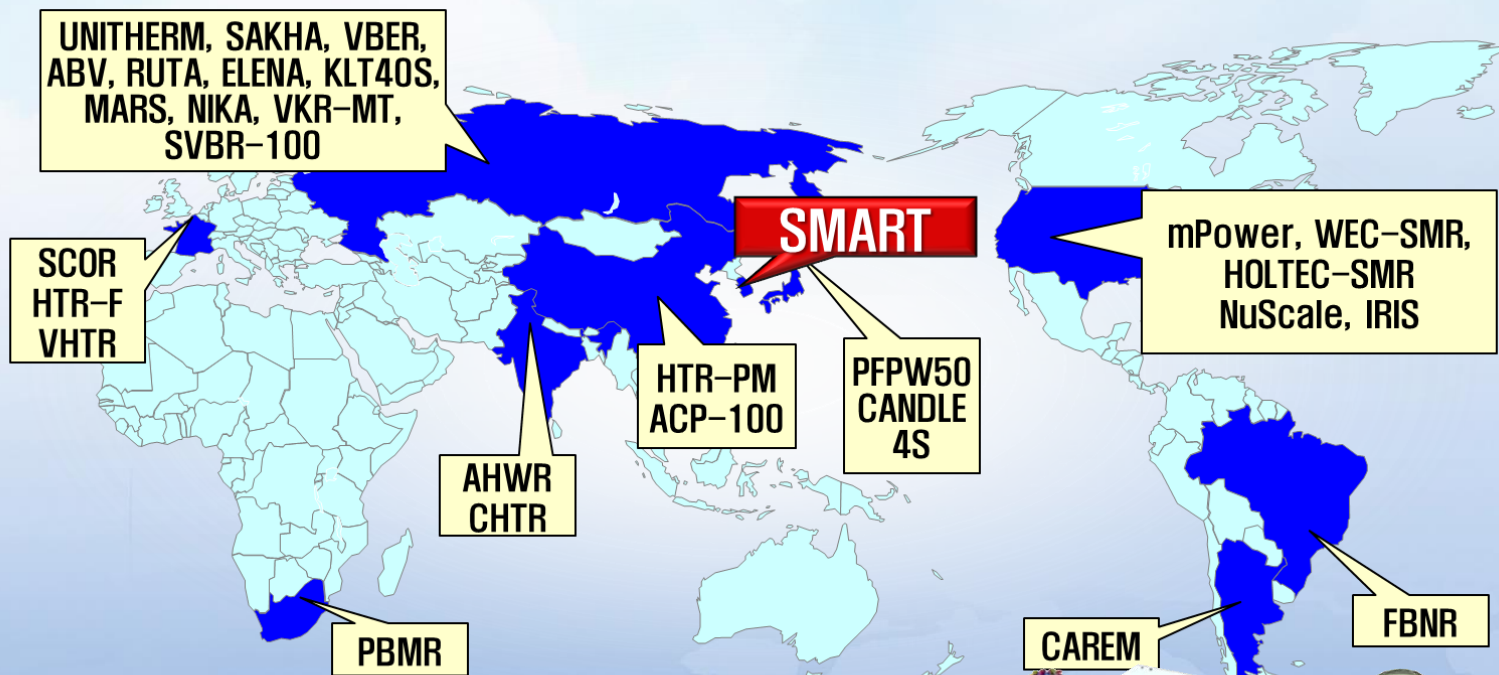 UNITHERM, SAKHA, VBER,
ABV, RUTA, ELENA, KLT40S,
MARS, NIKA, VKR-MT,
SVBR-100
SMART
mPower, WEC-SMR,
HOLTEC-SMR
NuScale, IRIS
SCOR
HTR-F
VHTR
HTR-PM
ACP-100
PFPW50
CANDLE
4S
AHWR
CHTR
PBMR
CAREM
FBNR